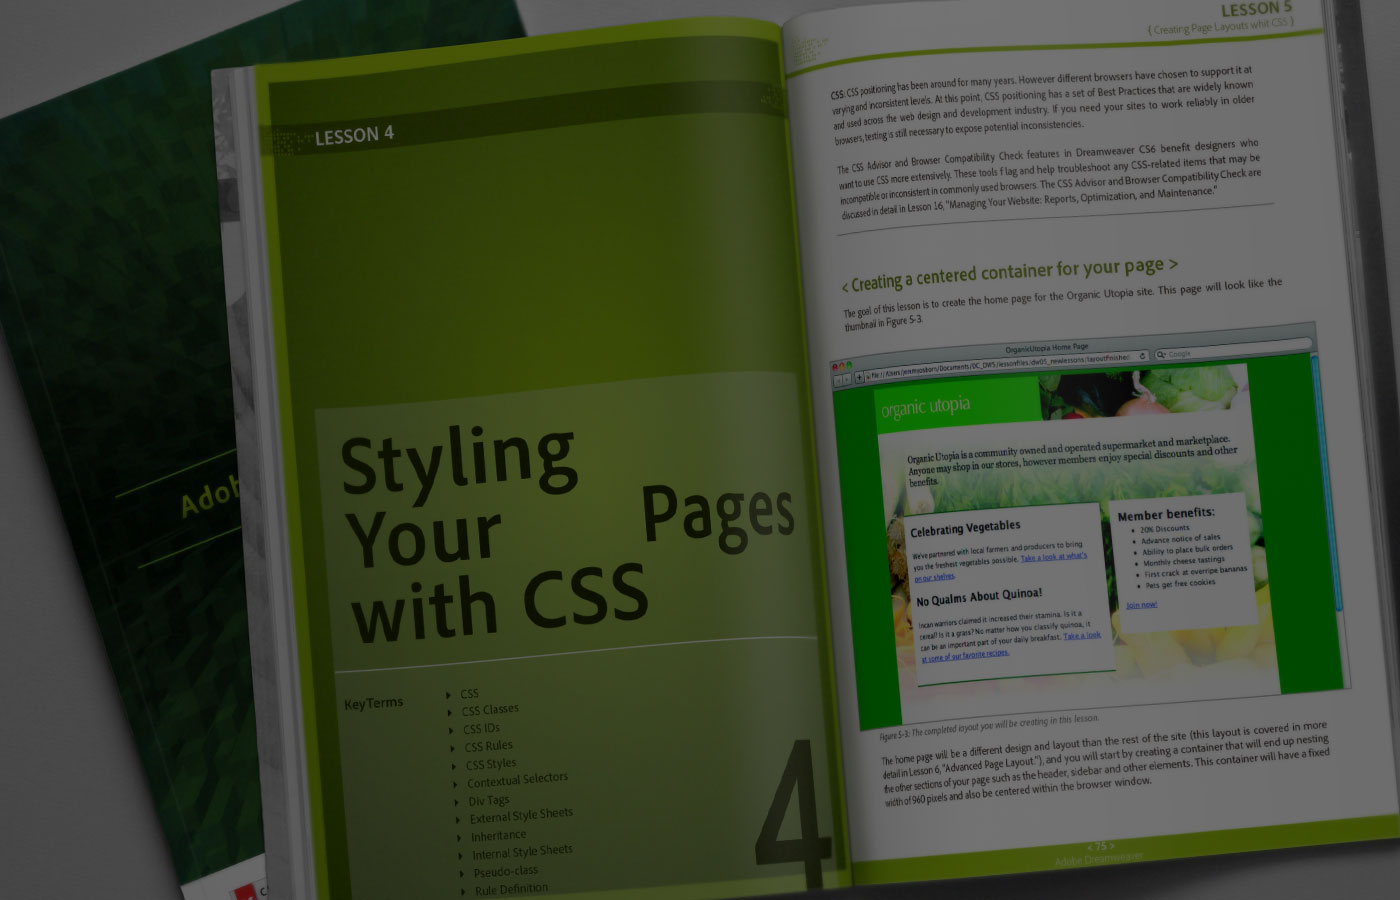 Adob
LESSON 4
Styling
Your Pages
with CSS
Key Terms
CSS
CSS Classes
CSS IDs
CSS Rules
CSS Styles
Contextual Selectors
Div Tags
External Style Sheets
Inheritance
Internal Style Sheets
Pseudo-class
Rule Definition
4
LESSON 5
{ Creating Page Layouts whit CSS }
CSS: CSS positioning has been around for many years. However different browsers have chosen to support it at
varying and inconsistent levels. At this point, CSS positioning has a set of Best Practices that are widely known
and used across the web design and development industry. If you need your sites to work reliably in older
browsers, testing is still necessary to expose potential inconsistencies.
The CSS Advisor and Browser Compatibility Check features in Dreamweaver CS6 benefit designers who
want to use CSS more extensively. These tools flag and help troubleshoot any CSS-related items that may be
incompatible or inconsistent in commonly used browsers. The CSS Advisor and Browser Compatibility Check are
discussed in detail in Lesson 16, "Managing Your Website: Reports, Optimization, and Maintenance."
< Creating a centered container for your page >
The goal of this lesson is to create the home page for the Organic Utopia site. This page will look like the
thumbnail in Figure 5-3.
OrganicUtopia Home Page
Google
organic utopia
Organic Utopia is a community owned and operated supermarket and marketplace.
Anyone may shop in our stores, however members enjoy special discounts and other
benefits.
Celebrating Vegetables
We've partnered with local farmers and producers to bring
you the freshest vegetables possible. Take a look at what's
on our shelves.
No Qualms About Quinoa!
Incan warriors claimed it increased their stamina. Is it a
cereal? Is it a grass? No matter how you classify quinoa, it
can be an important part of your daily breakfast. Take a look
at some of our favorite recipes.
Member benefits:
20% Discounts
Advance notice of sales
Ability to place bulk orders
Monthly cheese tastings
First crack at overripe bananas
Pets get free cookies
Join now!
Figure 5-3: The completed layout you will be creating in this lesson.
The home page will be a different design and layout than the rest of the site (this layout is covered in more
detail in Lesson 6, "Advanced Page Layout."), and you will start by creating a container that will end up nesting
the other sections of your page such as the header, sidebar and other elements. This container will have a fixed
width of 960 pixels and also be centered within the browser window.
< 75 >
Adobe Dreamweaver